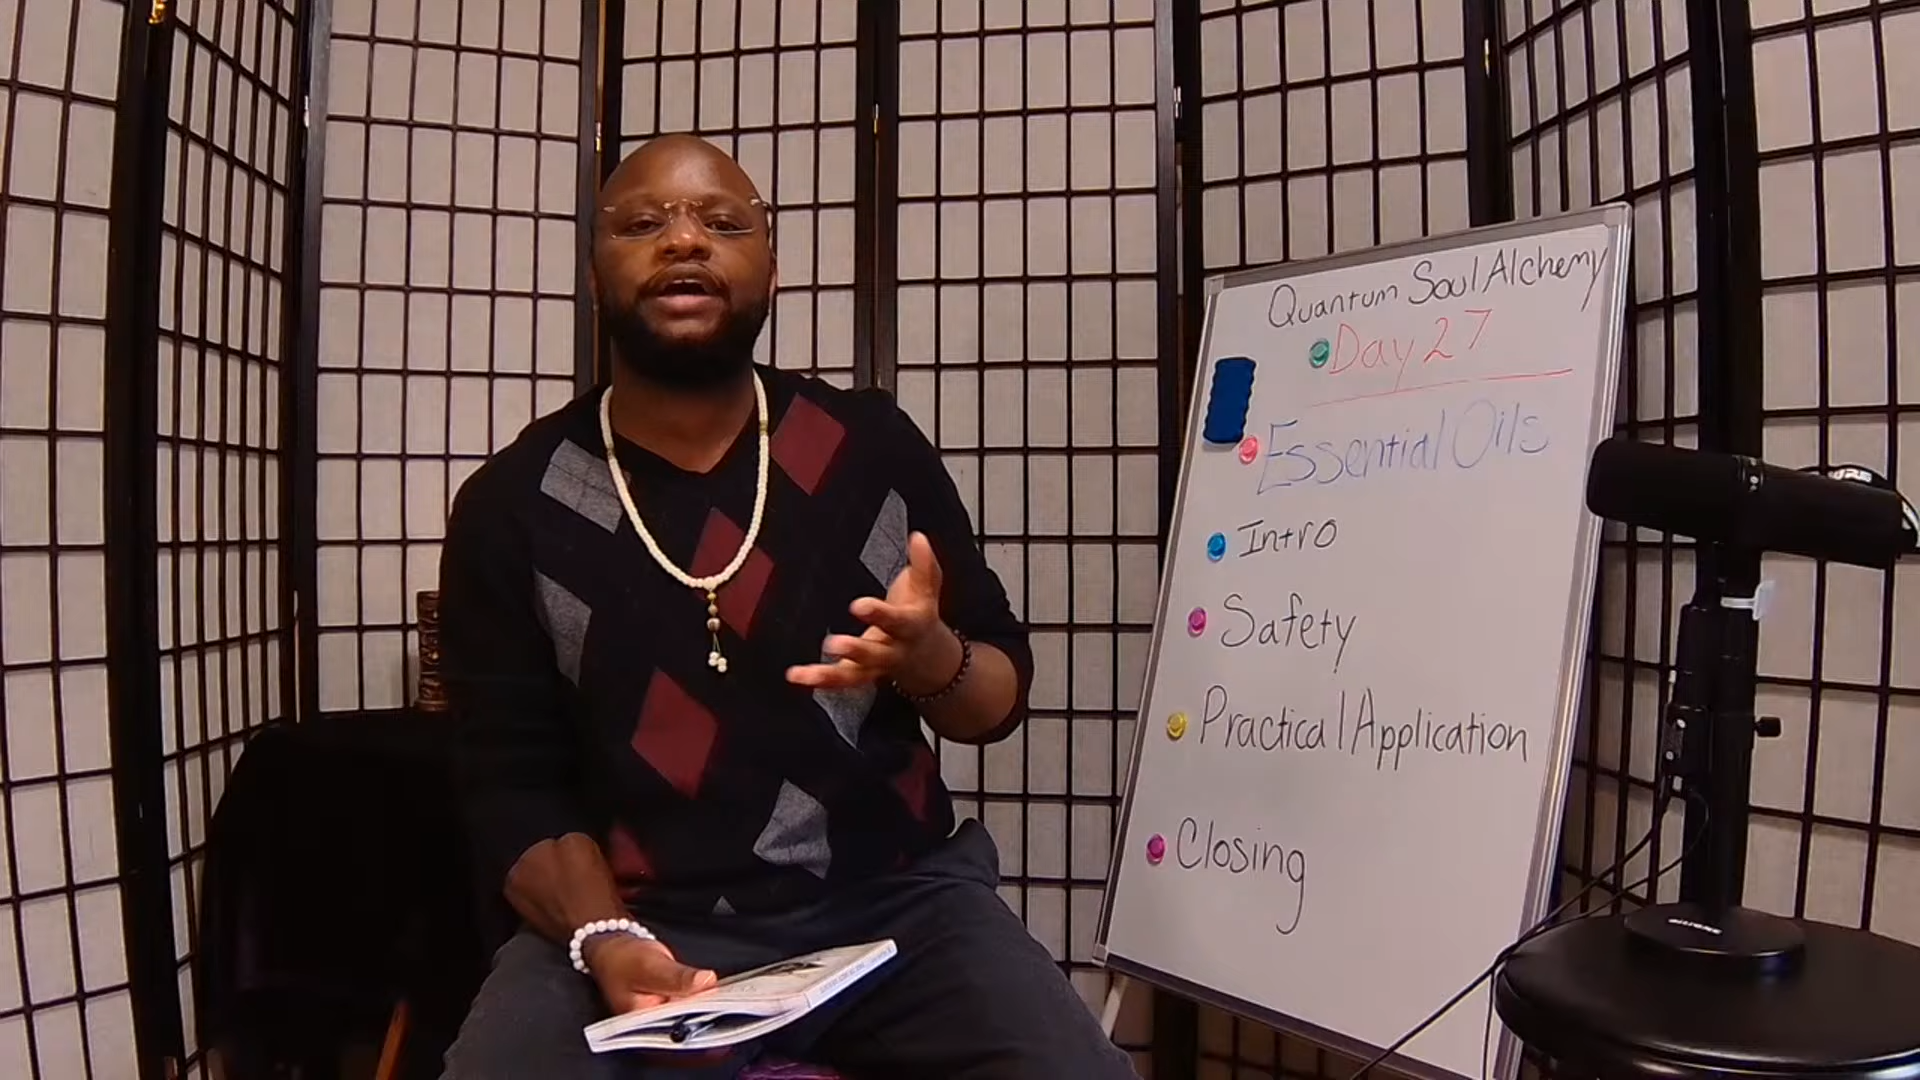 Quantum Soul Alchemy
Day 27
Essential Oils
Intro
Safety
Practical Application
Closing